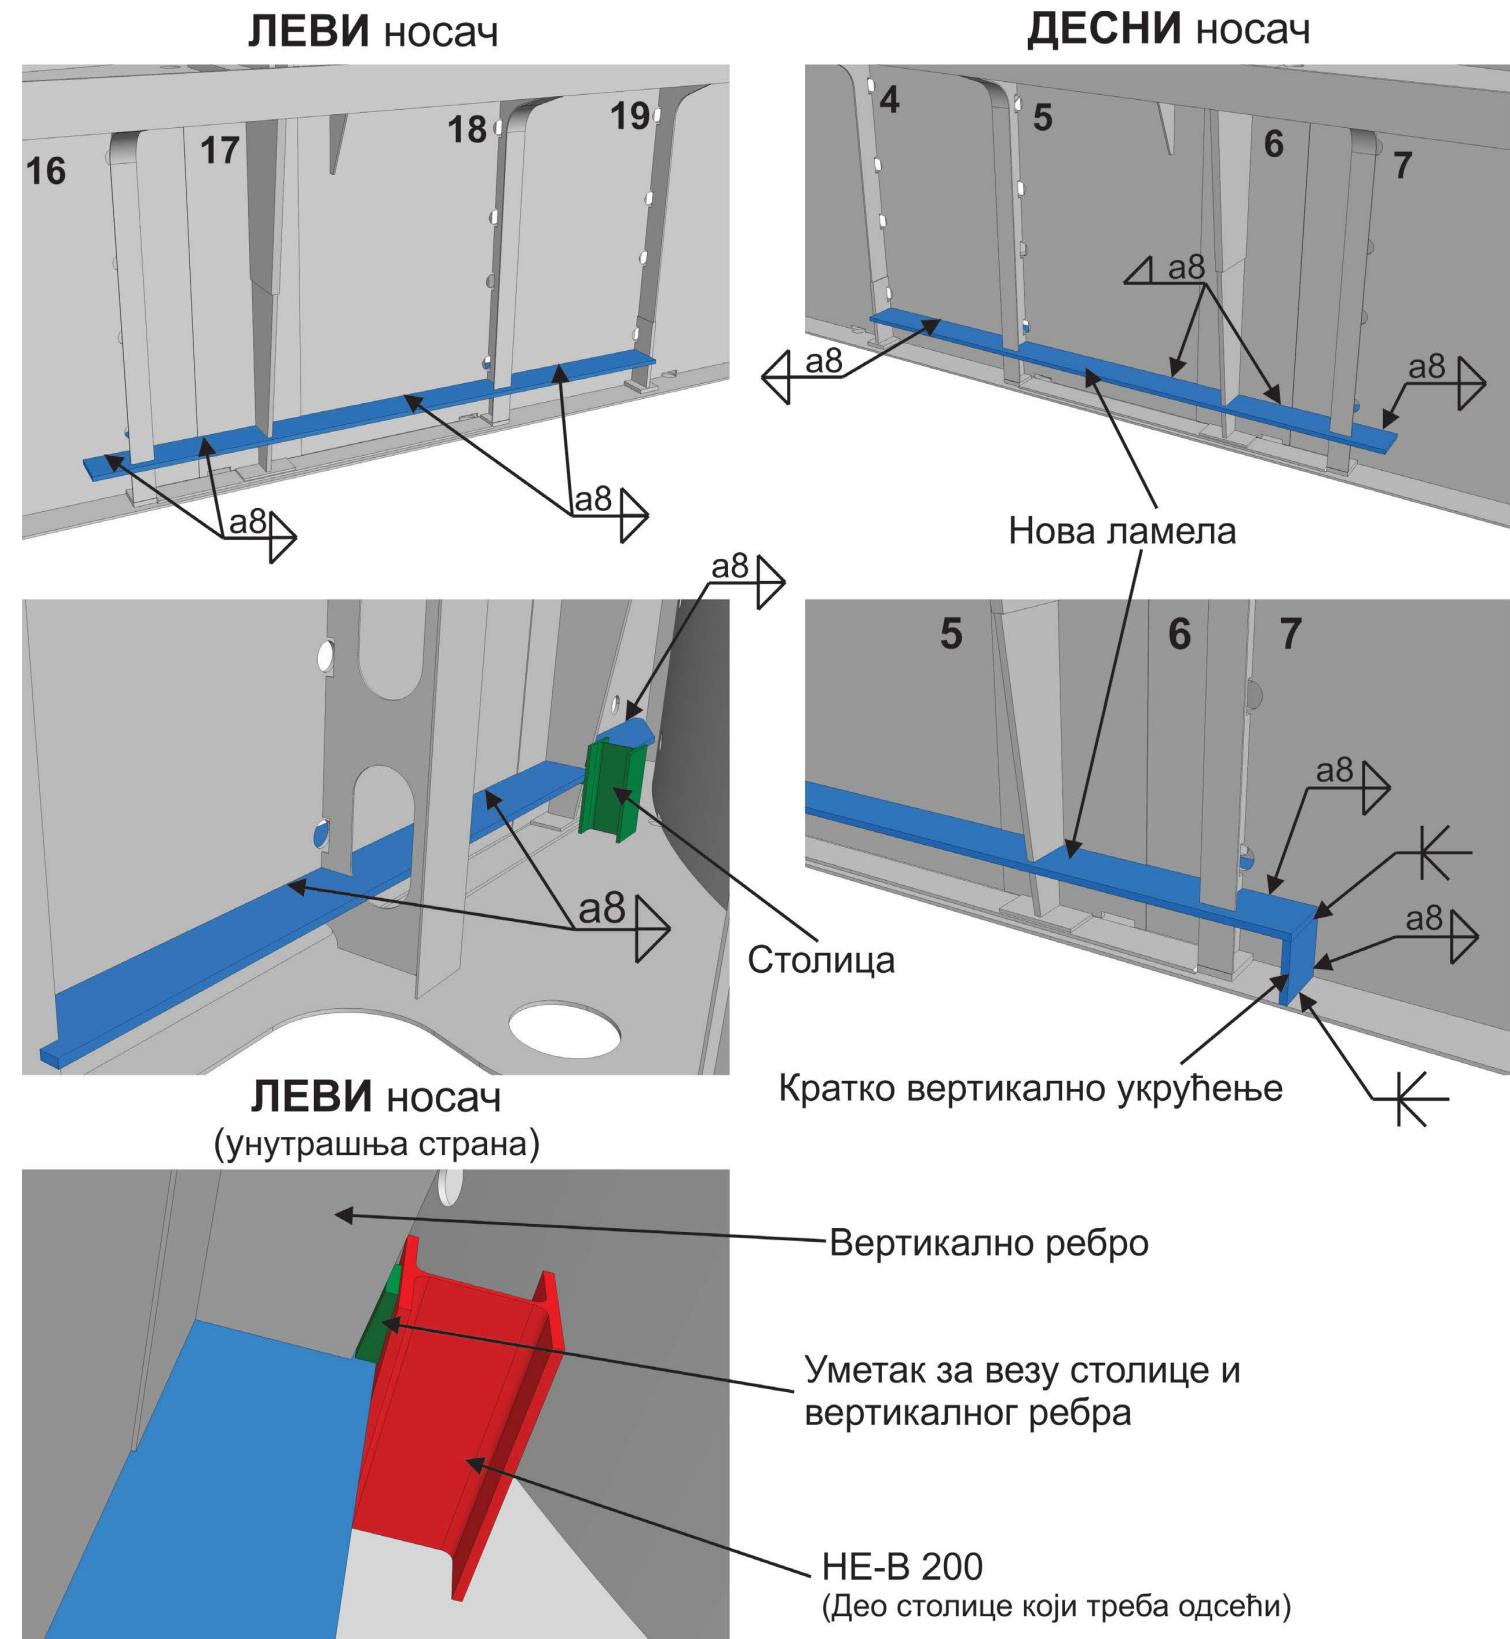 ЛЕВИ носач
ДЕСНИ носач
16
17
18
19
a8
a8
4
5
6
7
a8
a8
a8
Нова ламела
a8
a8
Столица
5
6
7
a8
a8
Кратко вертикално укрућење
ЛЕВИ носач
(унутрашња страна)
Вертикално ребро
Уметак за везу столице и
вертикалног ребра
HE-B 200
(Део столице који треба одсећи)